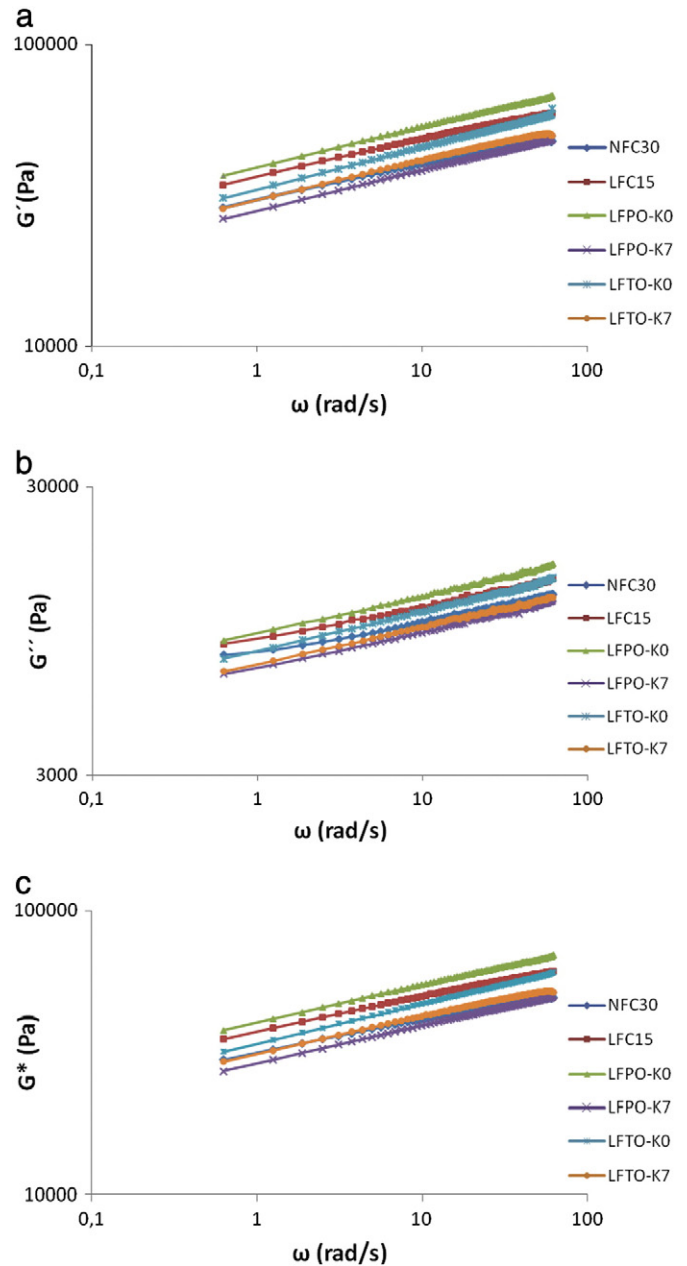 a
100000
G´(Pa)
10000
0,1
1
10
100
ω (rad/s)
NFC30
LFC15
LFPO-K0
LFPO-K7
LFTO-K0
LFTO-K7
b
30000
G´´ (Pa)
3000
0,1
1
10
100
ω (rad/s)
NFC30
LFC15
LFPO-K0
LFPO-K7
LFTO-K0
LFTO-K7
c
100000
G* (Pa)
10000
0,1
1
10
100
ω (rad/s)
NFC30
LFC15
LFPO-K0
LFPO-K7
LFTO-K0
LFTO-K7